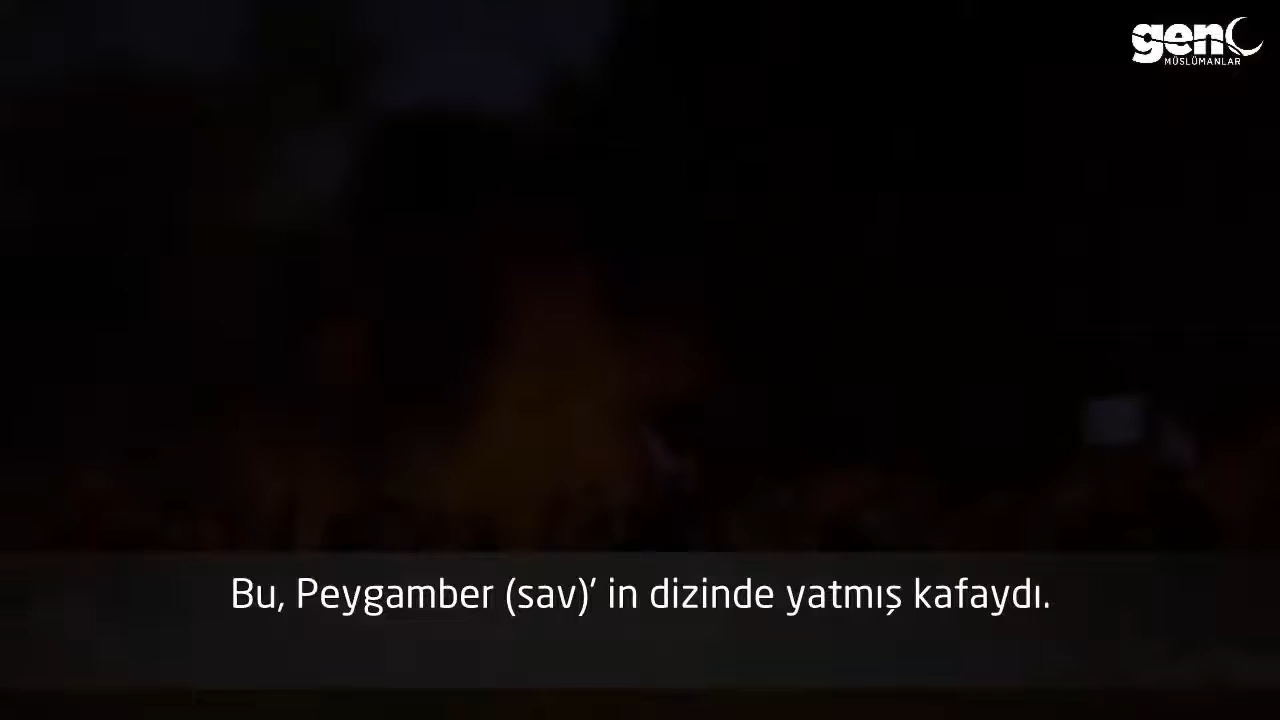 genç
MÜSLÜMANLAR
Bu, Peygamber (sav)’ in dizinde yatmış kafaydı.